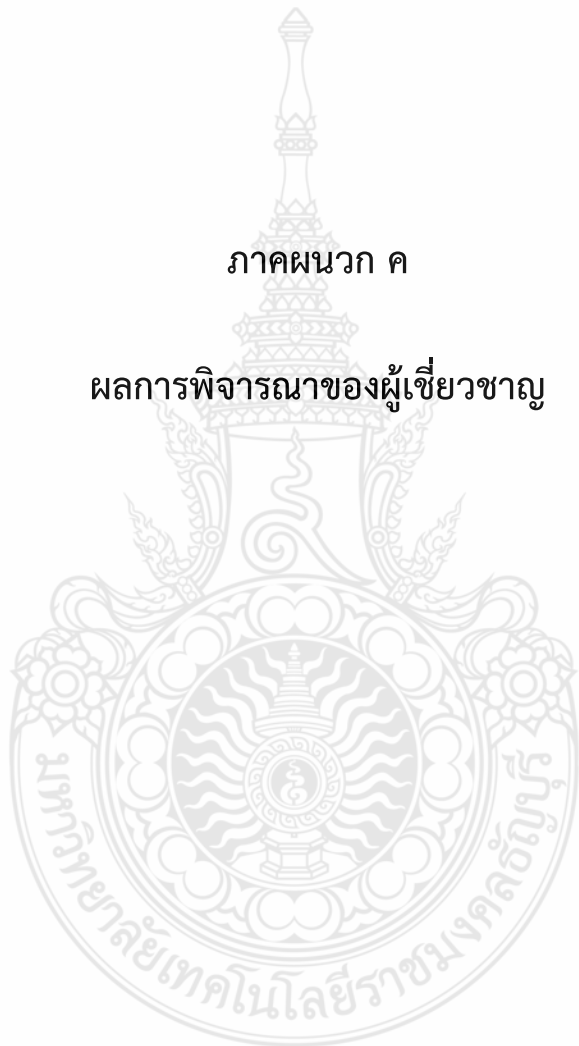 ภาคผนวก ค
ผลการพิจารณาของผู้เชี่ยวชาญ
มหาวิทยาลัยเทคโนโลยีราชมงคลธัญบุรี